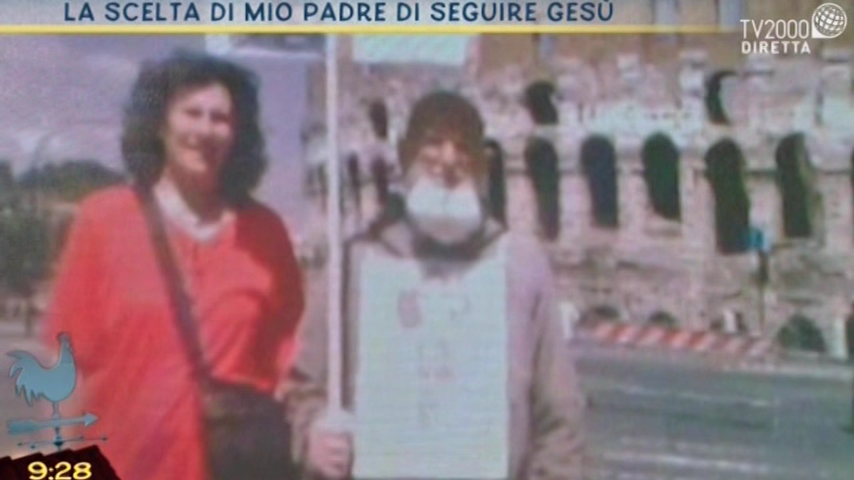 LA SCELTA DI MIO PADRE DI SEGUIRE GESÙ
TV2000
DIRETTA
9:28